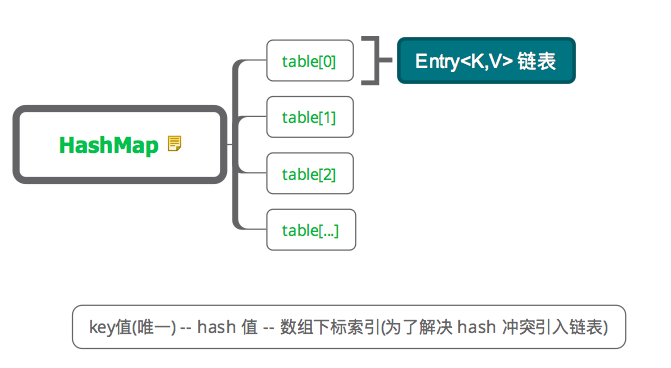 table[0]
Entry<K,V> 链表
table[1]
HashMap
table[2]
table[...]
key值(唯一) -- hash 值 -- 数组下标索引(为了解决 hash 冲突引入链表)